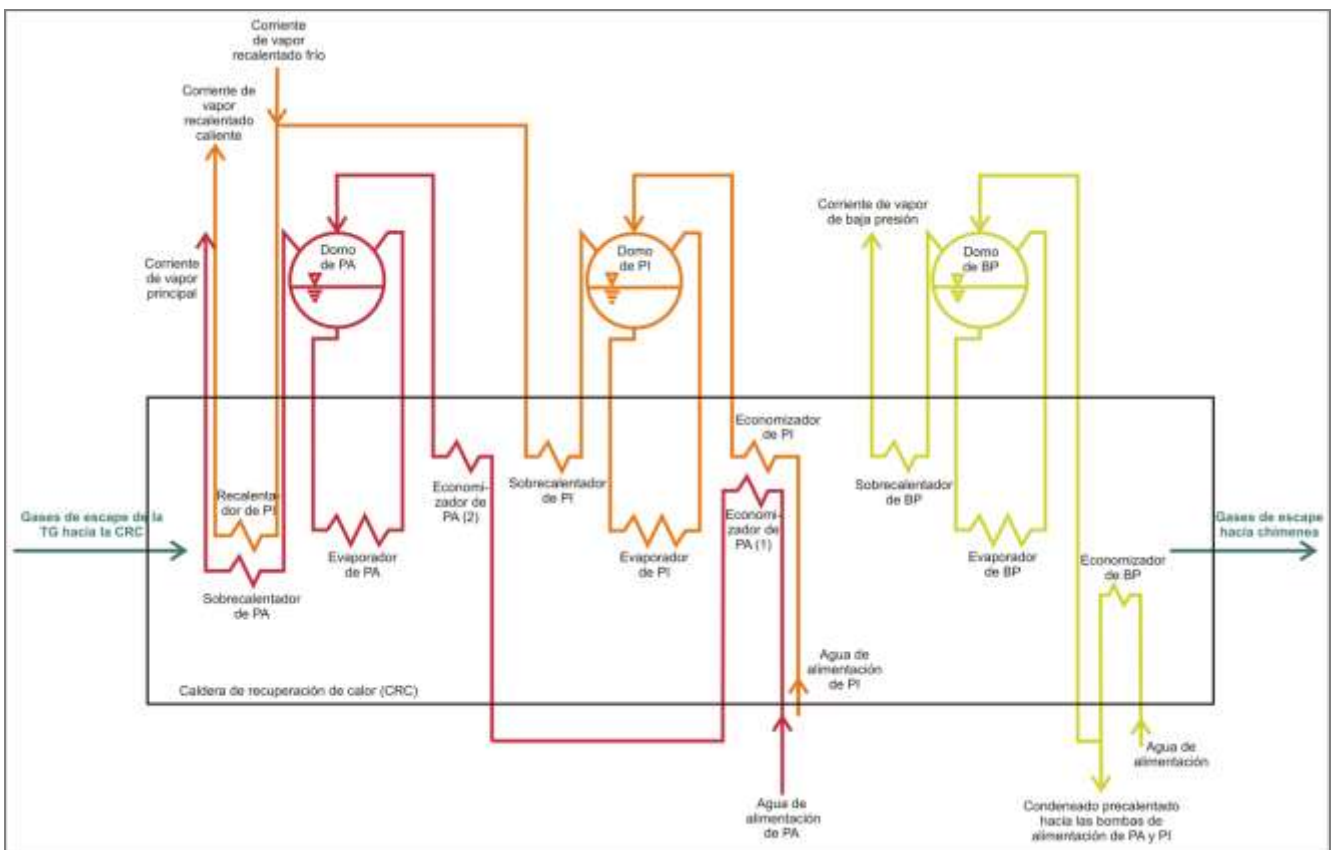 Corriente
de vapor
recalentado frío
Corriente de
vapor
recalentado
caliente
Corriente
de vapor
principal
Domo
de PA
Domo
de PI
Corriente de vapor
de baja presión
Domo
de BP
Economizador
de PI
Recalenta-
dor de PI
Economi-
zador de
PA (2)
Sobrecalentador
de PI
Economi-
zador de
PA (1)
Sobrecalentador
de BP
Gases de escape de la
TG hacia la CRC
Evaporador
de PA
Evaporador
de PI
Evaporador
de BP
Economizador
de BP
Gases de escape
hacia chimenea
Sobrecalentador
de PA
Agua de
alimentación
de PI
Caldera de recuperación de calor (CRC)
Agua de
alimentación
Agua de
alimentación
de PA
Condeneado precalentado
hacia las bombas de
alimentación de PA y PI